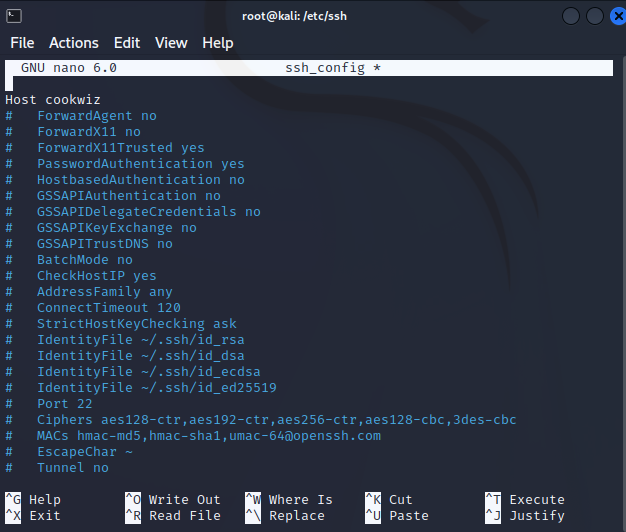 root@kali: /etc/ssh
File Actions Edit View Help
GNU nano 6.0 ssh_config *
Host cookwiz
#   ForwardAgent no
#   ForwardX11 no
#   ForwardX11Trusted yes
#   PasswordAuthentication yes
#   HostbasedAuthentication no
#   GSSAPIAuthentication no
#   GSSAPIDelegateCredentials no
#   GSSAPIKeyExchange no
#   GSSAPITrustDNS no
#   BatchMode no
#   CheckHostIP yes
#   AddressFamily any
#   ConnectTimeout 120
#   StrictHostKeyChecking ask
#   IdentityFile ~/.ssh/id_rsa
#   IdentityFile ~/.ssh/id_dsa
#   IdentityFile ~/.ssh/id_ecdsa
#   IdentityFile ~/.ssh/id_ed25519
#   Port 22
#   Ciphers aes128-ctr,aes192-ctr,aes256-ctr,aes128-cbc,3des-cbc
#   MACs hmac-md5,hmac-sha1,umac-64@openssh.com
#   EscapeChar ~
#   Tunnel no
^G Help ^O Write Out ^W Where Is ^K Cut ^T Execute
^X Exit ^R Read File ^\ Replace ^U Paste ^J Justify